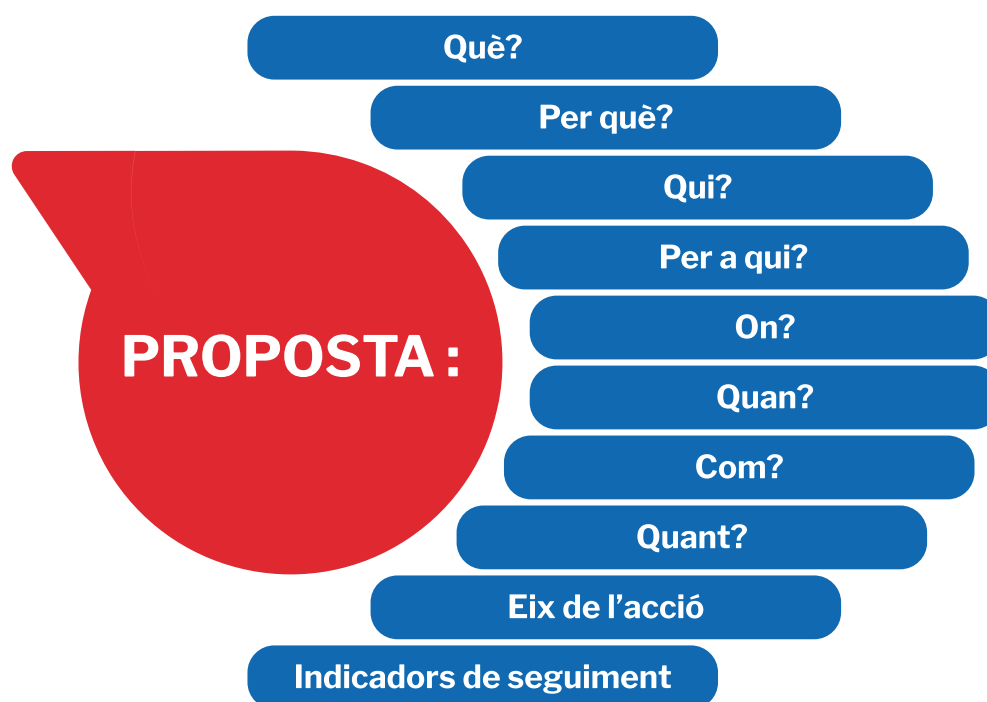 Què?
Per què?
Qui?
Per a qui?
On?
PROPOSTA :
Quan?
Com?
Quant?
Eix de l’acció
Indicadors de seguiment